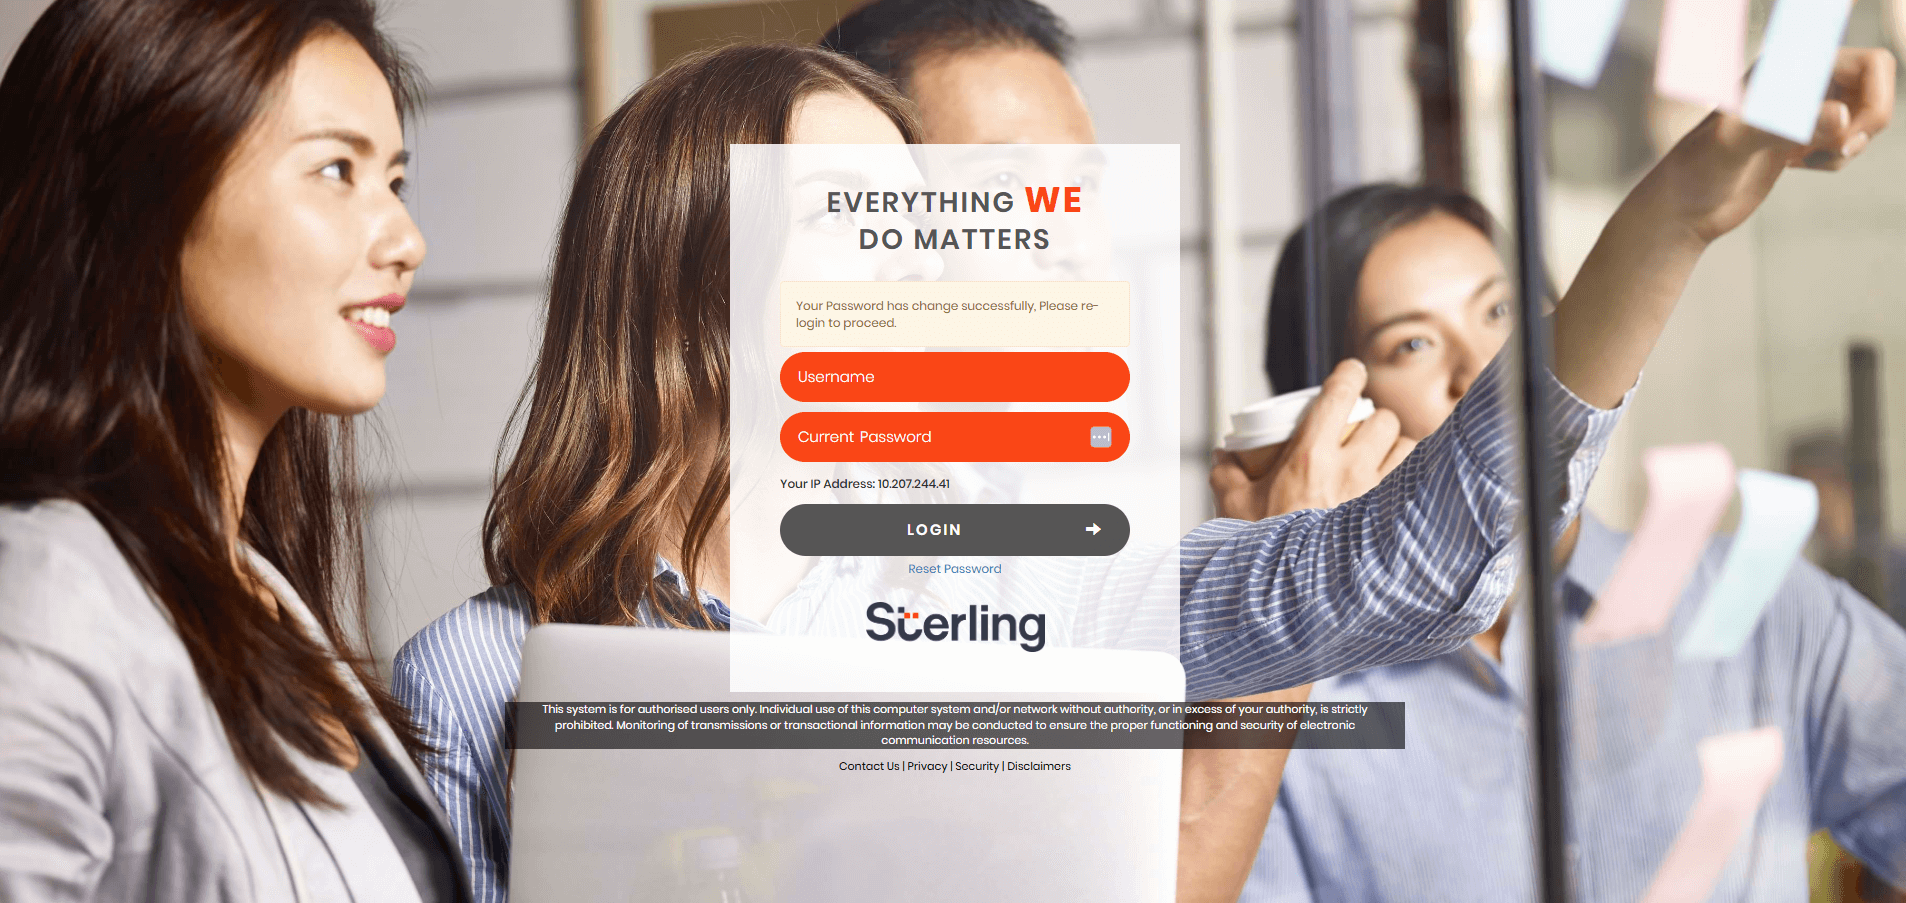 EVERYTHING WE
DO MATTERS
Your Password has change successfully, Please re-
login to proceed.
Username
Current Password
Your IP Address: 10.207.244.41
LOGIN
Reset Password
Sterling
This system is for authorised users only. Individual use of this computer system and/or network without authority, or in excess of your authority, is strictly
prohibited. Monitoring of transmissions or transactional information may be conducted to ensure the proper functioning and security of electronic
communication resources.
Contact Us | Privacy | Security | Disclaimers